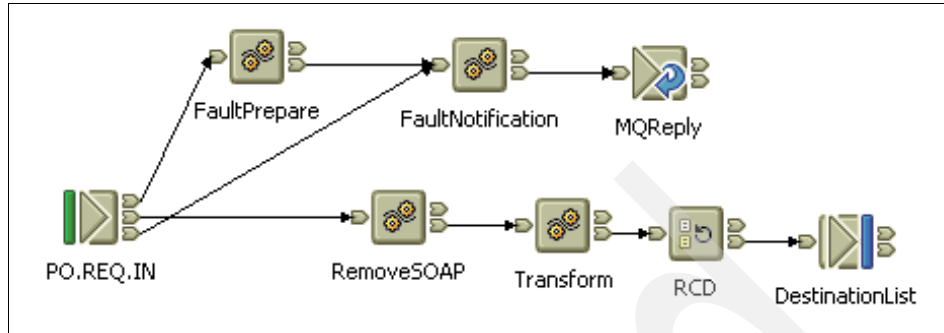 FaultPrepare
FaultNotification
MQReply
PO.REQ.IN
RemoveSOAP
Transform
RCD
DestinationList